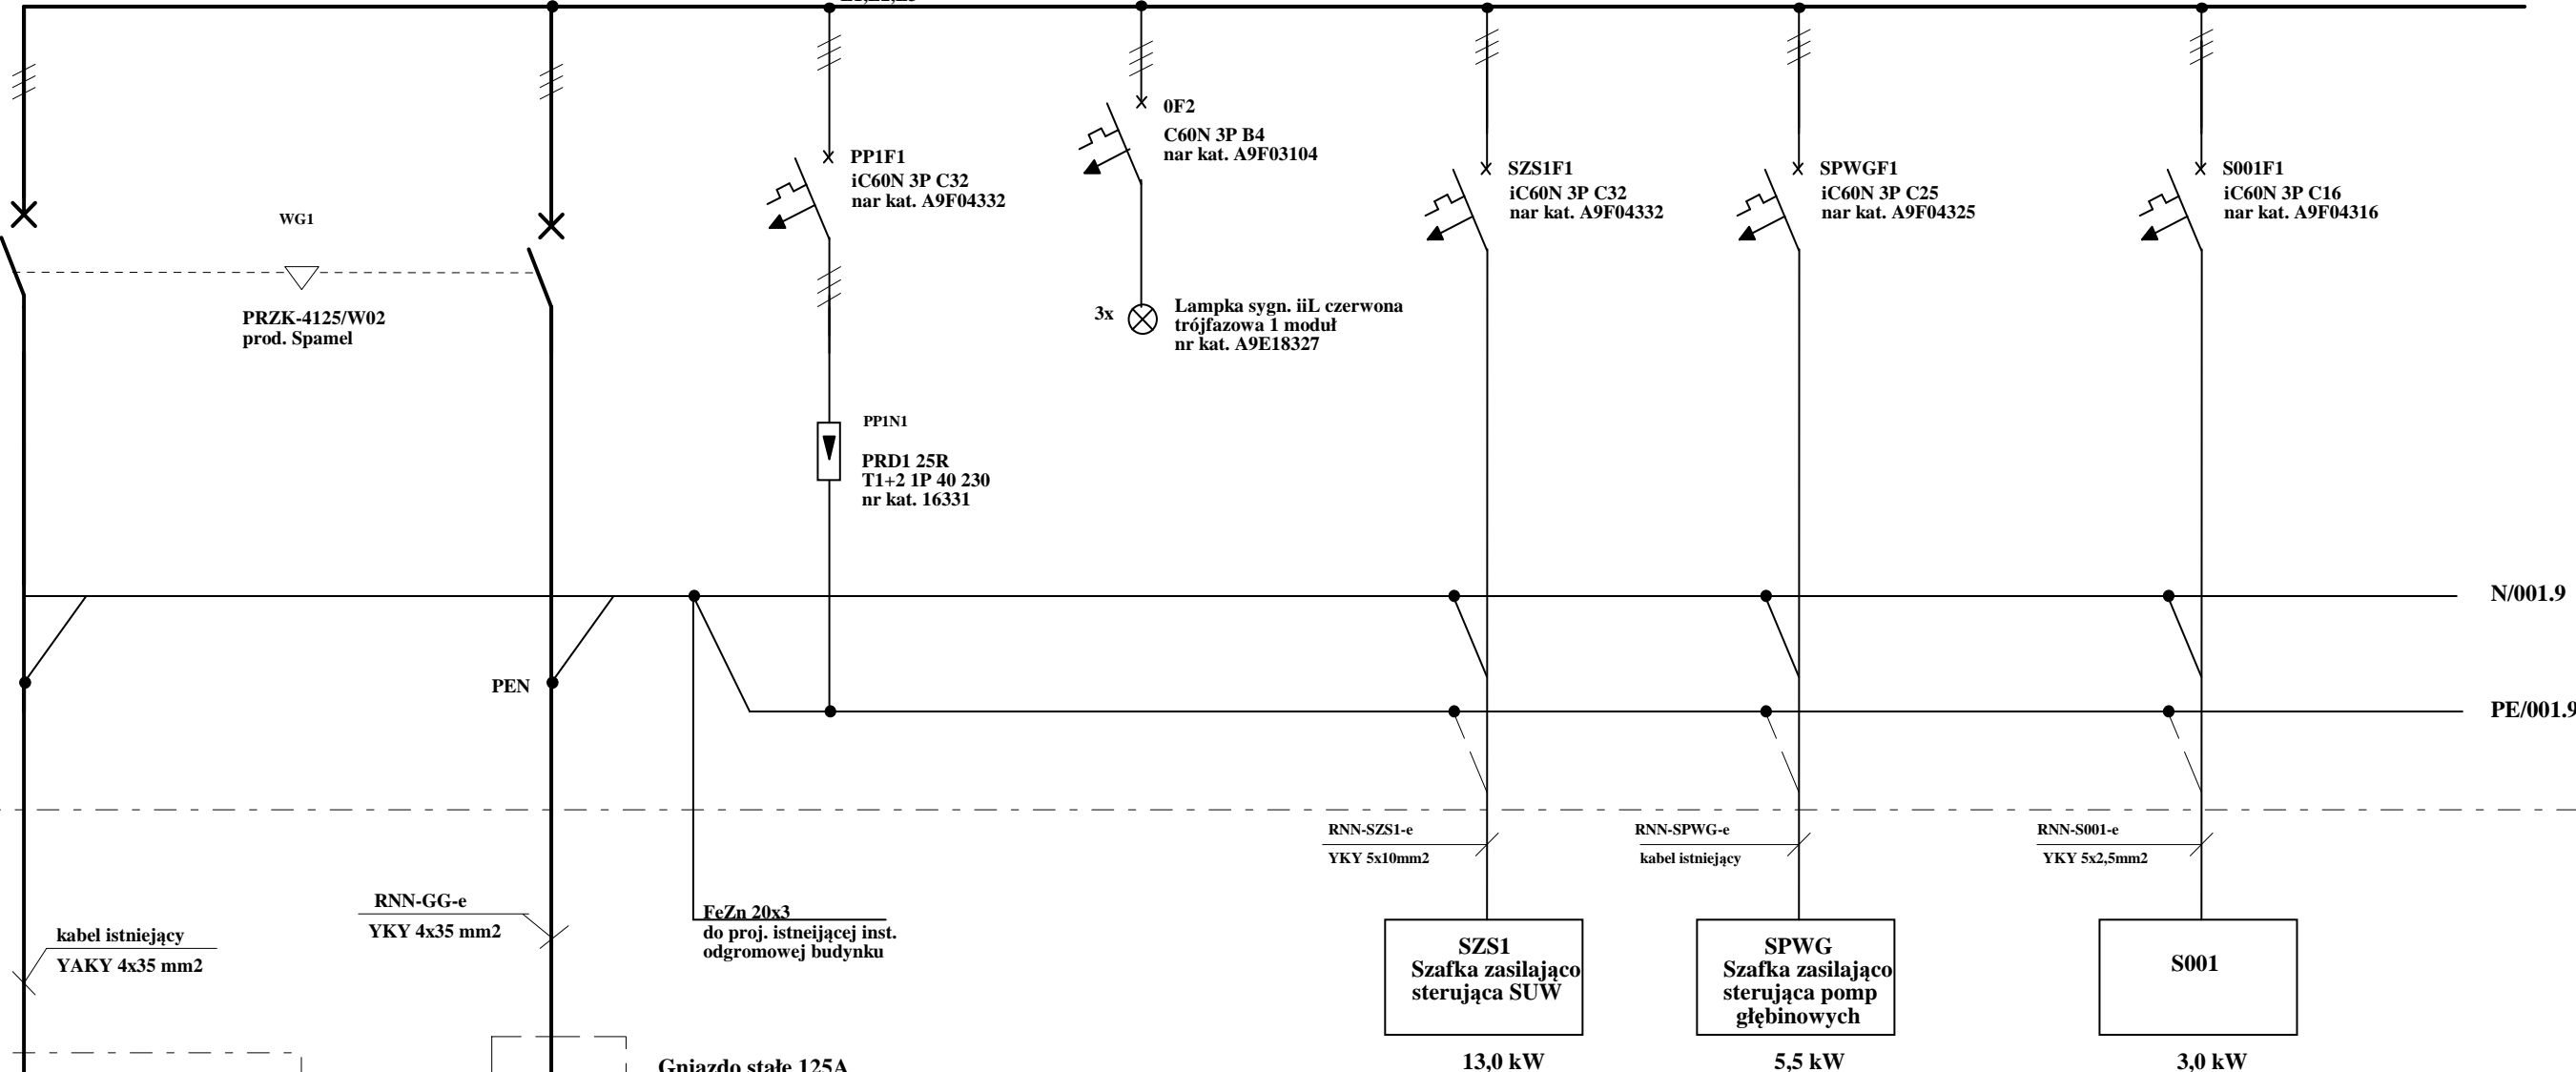 0F2
C60N 3P B4
nar kat. A9F03104
PP1F1
iC60N 3P C32
nar kat. A9F04332
SZS1F1
iC60N 3P C32
nar kat. A9F04332
SPWGF1
iC60N 3P C25
nar kat. A9F04325
S001F1
iC60N 3P C16
nar kat. A9F04316
WG1
PRZK-4125/W02
prod. Spamel
3x
Lampka sygn. iiL czerwona
trójfazowa 1 moduł
nr kat. A9E18327
PP1N1
PRD1 25R
T1+2 1P 40 230
nr kat. 16331
N/001.9
PEN
PE/001.9
RNN-SZS1-e
YKY 5x10mm2
RNN-SPWG-e
kabel istniejący
RNN-S001-e
YKY 5x2,5mm2
RNN-GG-e
YKY 4x35 mm2
kabel istniejący
YAKY 4x35 mm2
FeZn 20x3
do proj. istneijącej inst.
odgromowej budynku
SZS1
Szafka zasilająco
sterująca SUW
SPWG
Szafka zasilająco
sterująca pomp
głębinowych
S001
13,0 kW
5,5 kW
3,0 kW
Gniazdo stałe 125A